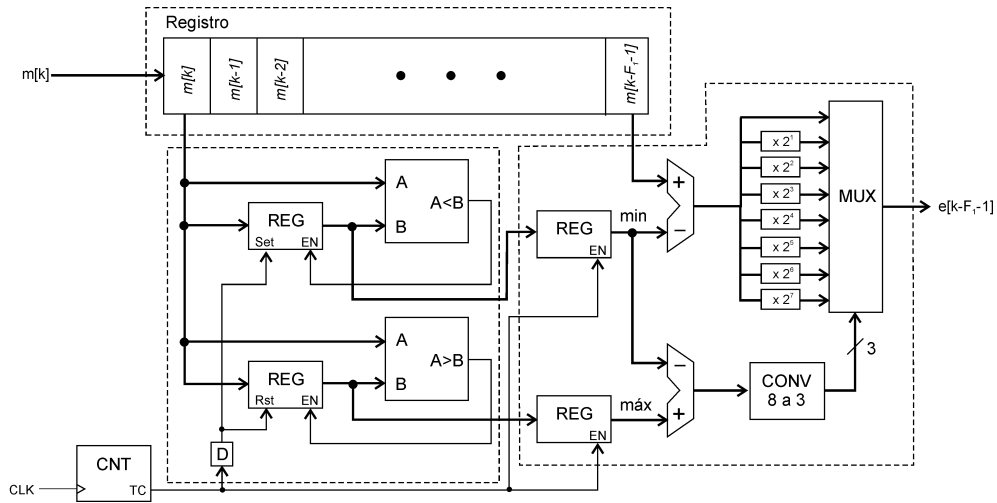 Registro
m[k]
m[k]
m[k-1]
m[k-2]
m[k-F₁-1]
A
A<B
B
REG
Set EN
A
A>B
B
REG
Rst EN
D
CNT
CLK
TC
REG
EN
min
+
−
REG
EN
máx
−
+
x 2¹
x 2²
x 2³
x 2⁴
x 2⁵
x 2⁶
x 2⁷
MUX
e[k-F₁-1]
3
CONV
8 a 3